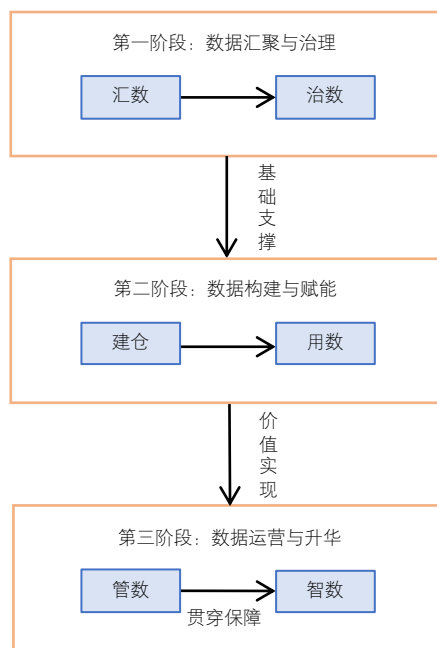 第一阶段：数据汇聚与治理
汇数
治数
基础支撑
第二阶段：数据构建与赋能
建仓
用数
价值实现
第三阶段：数据运营与升华
管数
智数
贯穿保障